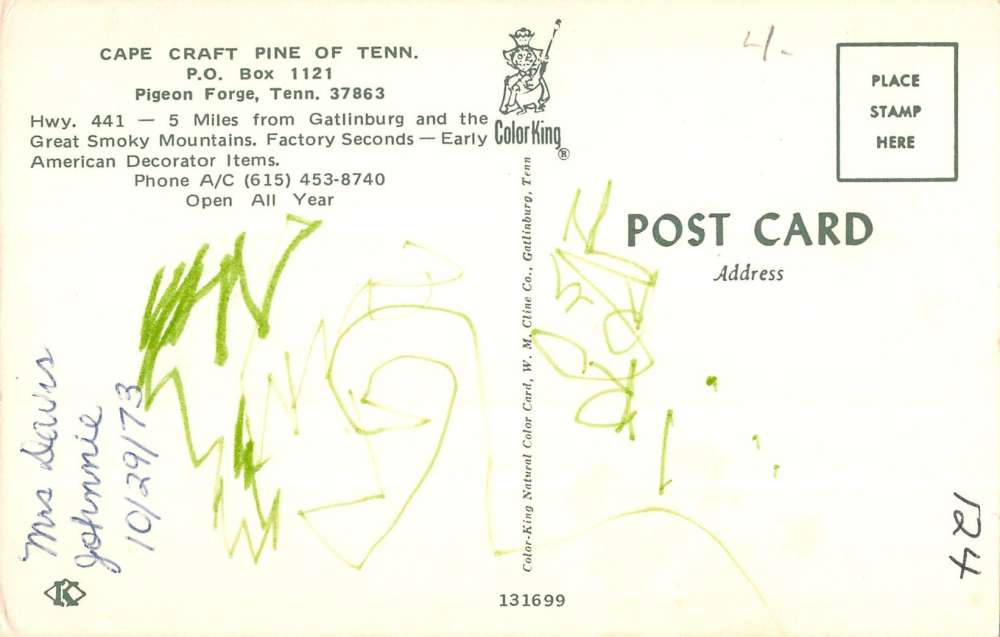 CAPE CRAFT PINE OF TENN.
P.O. Box 1121
Pigeon Forge, Tenn. 37863
Hwy. 441 — 5 Miles from Gatlinburg and the
Great Smoky Mountains. Factory Seconds — Early
American Decorator Items.
Phone A/C (615) 453-8740
Open All Year
ColorKing®
4.-
PLACE
STAMP
HERE
POST CARD
Address
Color-King Natural Color Card, W. M. Cline Co., Gatlinburg, Tenn
Mrs Davis
Johnnie
10/29/73
124
K
131699